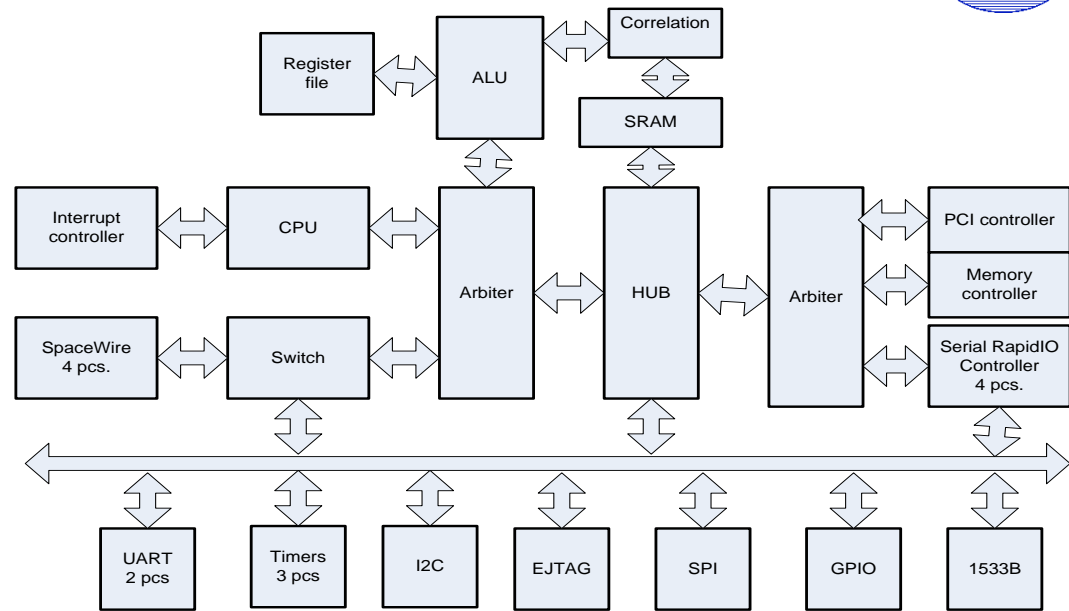 Correlation
Register
file
ALU
SRAM
Interrupt
controller
CPU
Arbiter
HUB
Arbiter
PCI controller
Memory
controller
SpaceWire
4 pcs.
Switch
Serial RapidIO
Controller
4 pcs.
UART
2 pcs
Timers
3 pcs
I2C
EJTAG
SPI
GPIO
1533B